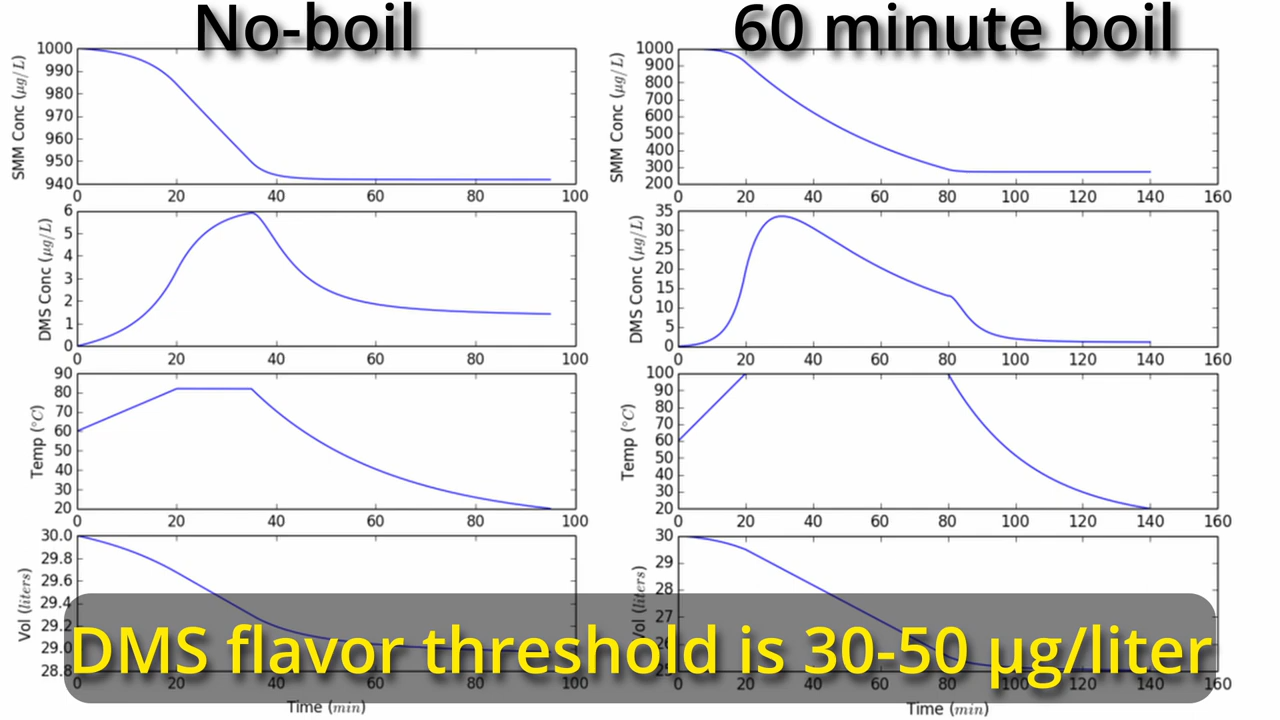 No-boil
60 minute boil
1000
990
980
970
960
950
940
SMM Conc (μg/L)
0 20 40 60 80 100
1000
900
800
700
600
500
400
300
200
SMM Conc (μg/L)
0 20 40 60 80 100 120 140 160
6
5
4
3
2
1
0
DMS Conc (μg/L)
0 20 40 60 80 100
35
30
25
20
15
10
5
0
DMS Conc (μg/L)
0 20 40 60 80 100 120 140 160
90
80
70
60
50
40
30
20
Temp (°C)
0 20 40 60 80 100
100
90
80
70
60
50
40
30
20
Temp (°C)
0 20 40 60 80 100 120 140 160
30.0
29.8
29.6
29.4
29.2
29.0
28.8
Vol (liters)
0 20 40 60 80 100
Time (min)
30
29
28
27
26
25
Vol (liters)
0 20 40 60 80 100 120 140 160
Time (min)
DMS flavor threshold is 30-50 μg/liter